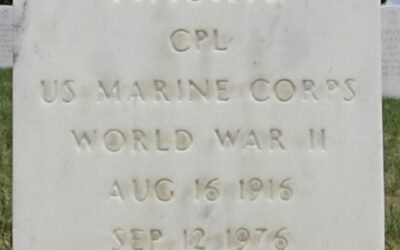 CPL
US MARINE CORPS
WORLD WAR II
AUG 16 1916
SEP 12 1976